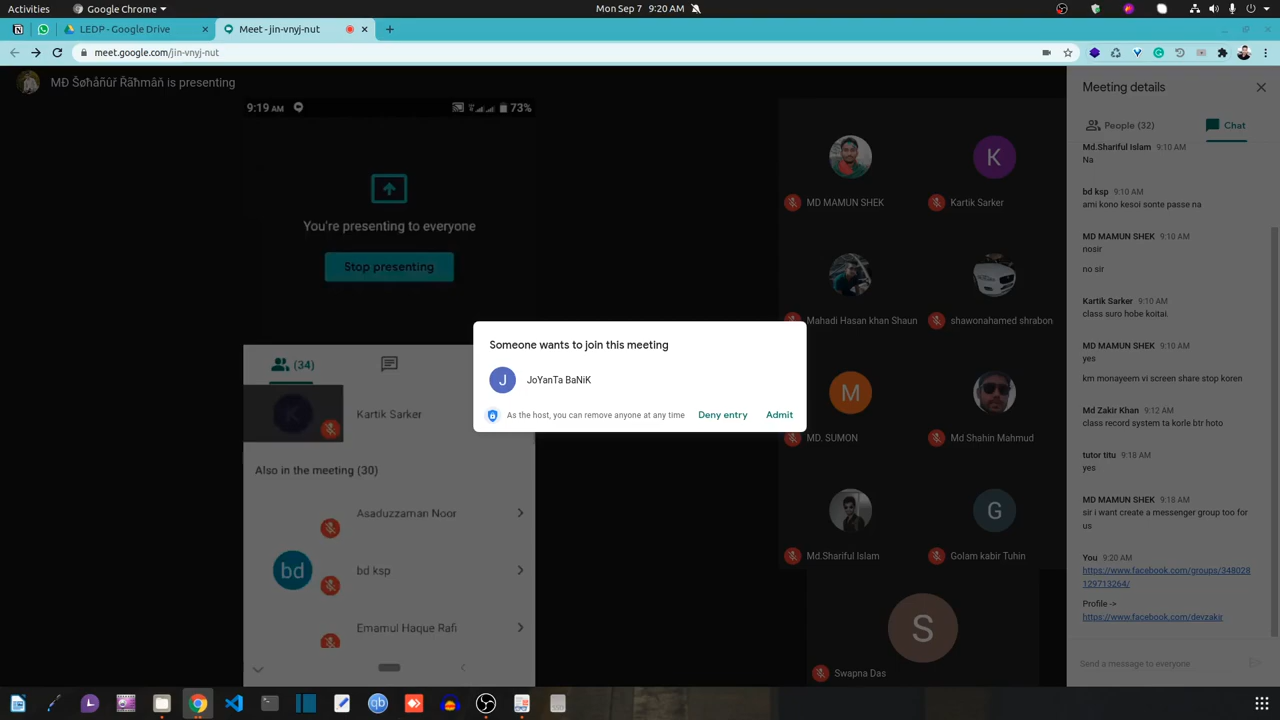 Activities
Google Chrome
Mon Sep 7 9:20 AM
LEDP - Google Drive
Meet - jin-vnyj-nut
meet.google.com/jin-vnyj-nut
MĐ Šøħåñûř Řāħmāñ is presenting
9:19 AM
73%
You're presenting to everyone
Stop presenting
(34)
K
Kartik Sarker
Also in the meeting (30)
Asaduzzaman Noor
bd
bd ksp
Emamul Haque Rafi
Someone wants to join this meeting
J
JoYanTa BaNiK
As the host, you can remove anyone at any time
Deny entry
Admit
K
MD MAMUN SHEK
Kartik Sarker
Mahadi Hasan khan Shaun
shawonahamed shrabon
M
MD. SUMON
Md Shahin Mahmud
G
Md.Shariful Islam
Golam kabir Tuhin
S
Swapna Das
Meeting details
People (32)
Chat
Md.Shariful Islam 9:10 AM
Na
bd ksp 9:10 AM
ami kono kesoi sonte passe na
MD MAMUN SHEK 9:10 AM
nosir
no sir
Kartik Sarker 9:10 AM
class suro hobe koitai.
MD MAMUN SHEK 9:10 AM
yes
km monayeem vi screen share stop koren
Md Zakir Khan 9:12 AM
class record system ta korle btr hoto
tutor titu 9:18 AM
yes
MD MAMUN SHEK 9:18 AM
sir i want create a messenger group too for
us
You 9:20 AM
https://www.facebook.com/groups/348028
129713264/
Profile ->
https://www.facebook.com/devzakir
Send a message to everyone
qb